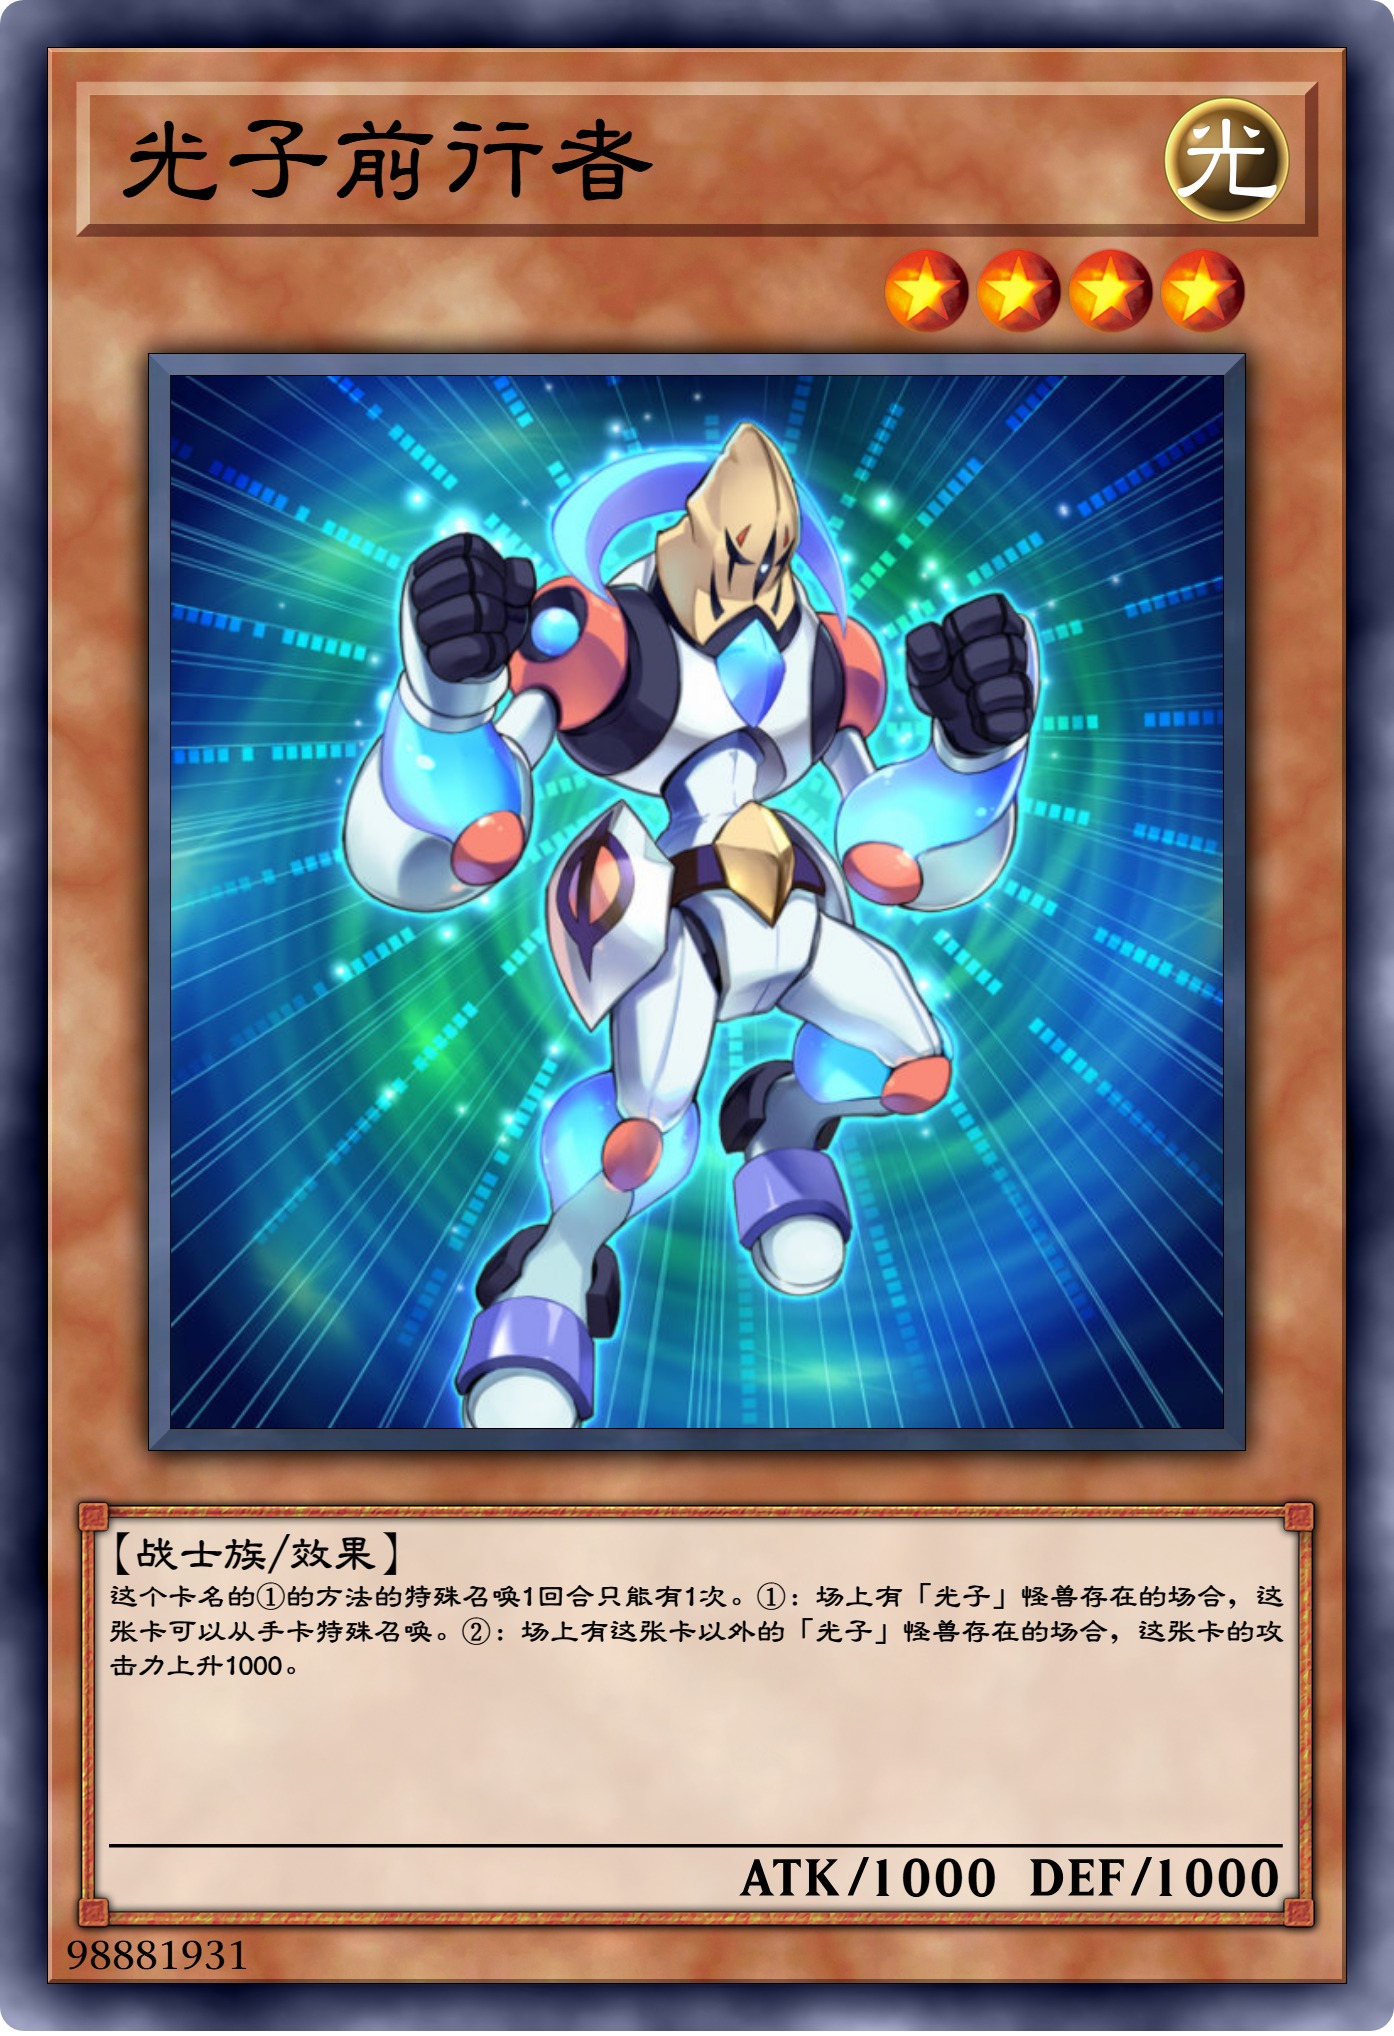 光子前行者
光
【战士族/效果】
这个卡名的①的方法的特殊召唤1回合只能有1次。①：场上有「光子」怪兽存在的场合，这
张卡可以从手卡特殊召唤。②：场上有这张卡以外的「光子」怪兽存在的场合，这张卡的攻
击力上升1000。
ATK/1000 DEF/1000
98881931